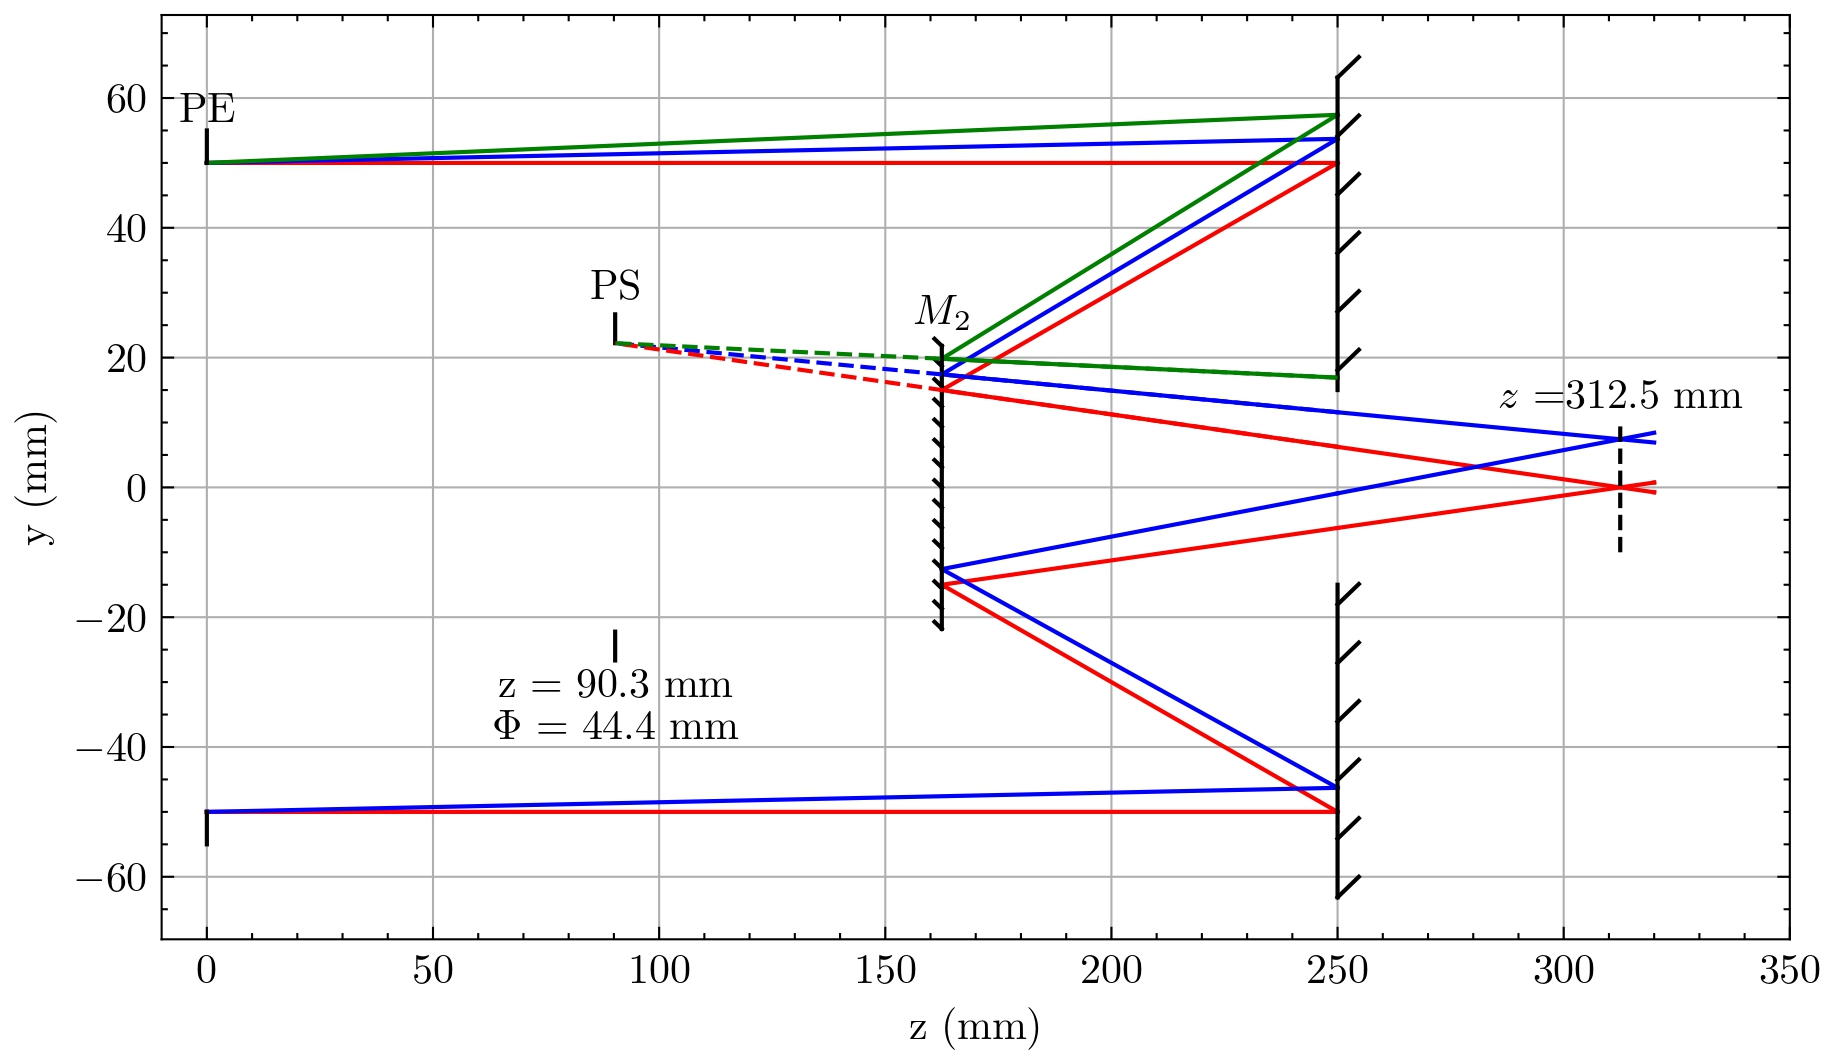 60
40
20
0
−20
−40
−60
y (mm)
PE
PS
M₂
z =312.5 mm
z = 90.3 mm
Φ = 44.4 mm
0 50 100 150 200 250 300 350
z (mm)